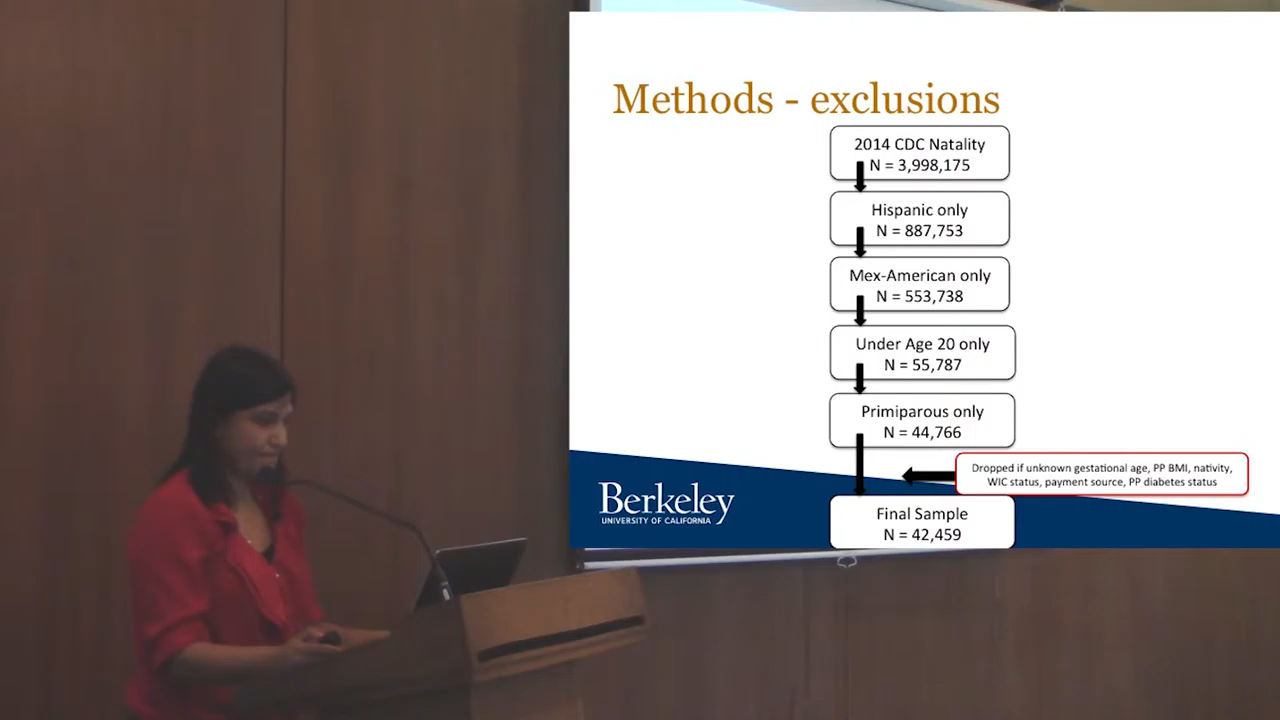 Methods - exclusions
2014 CDC Natality
N = 3,998,175
Hispanic only
N = 887,753
Mex-American only
N = 553,738
Under Age 20 only
N = 55,787
Primiparous only
N = 44,766
Dropped if unknown gestational age, PP BMI, nativity,
WIC status, payment source, PP diabetes status
Final Sample
N = 42,459
Berkeley
UNIVERSITY OF CALIFORNIA